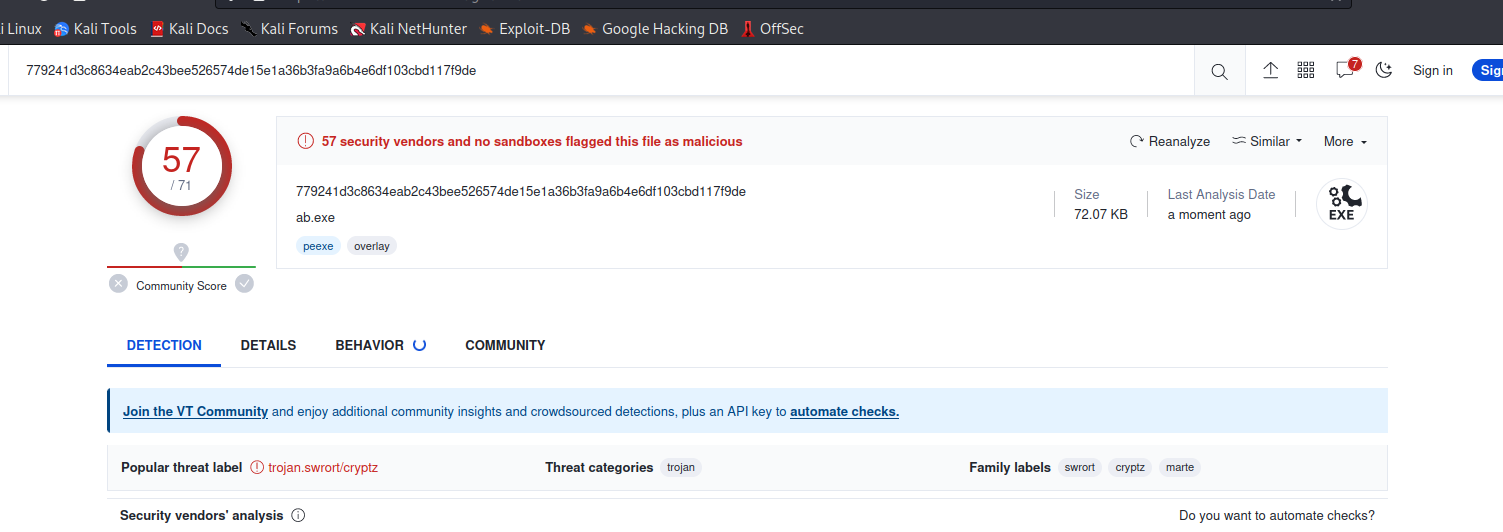 i Linux Kali Tools Kali Docs Kali Forums Kali NetHunter Exploit-DB Google Hacking DB OffSec
779241d3c8634eab2c43bee526574de15e1a36b3fa9a6b4e6df103cbd117f9de 7 Sign in Sig
57 / 71
57 security vendors and no sandboxes flagged this file as malicious Reanalyze Similar More
779241d3c8634eab2c43bee526574de15e1a36b3fa9a6b4e6df103cbd117f9de
ab.exe
peexe overlay
Size
72.07 KB
Last Analysis Date
a moment ago
EXE
?
Community Score
DETECTION DETAILS BEHAVIOR COMMUNITY
Join the VT Community and enjoy additional community insights and crowdsourced detections, plus an API key to automate checks.
Popular threat label trojan.swrort/cryptz Threat categories trojan Family labels swrort cryptz marte
Security vendors' analysis Do you want to automate checks?